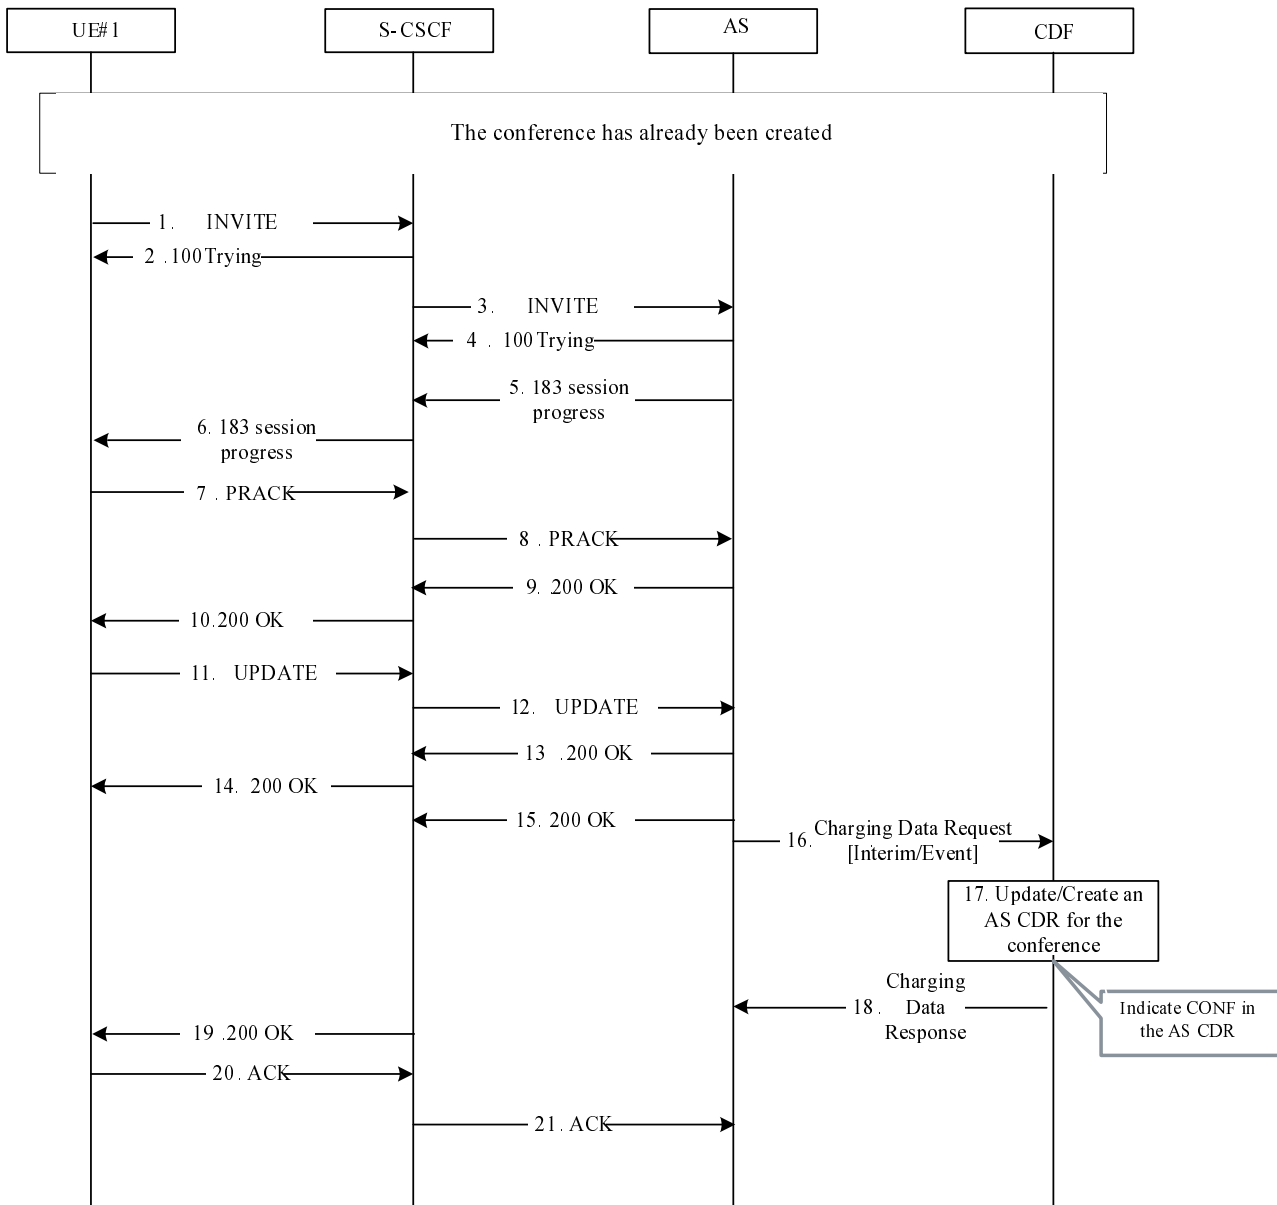 UE#1
S-CSCF
AS
CDF
The conference has already been created
1. INVITE
2 .100 Trying
3. INVITE
4 . 100 Trying
5. 183 session
progress
6. 183 session
progress
7 . PRACK
8 . PRACK
9. .200 OK
10.200 OK
11. UPDATE
12. UPDATE
13 .200 OK
14. 200 OK
15. 200 OK
16. Charging Data Request
[Interim/Event]
17. Update/Create an
AS CDR for the
conference
Charging
18. Data
Response
Indicate CONF in
the AS CDR
19 .200 OK
20. ACK
21. ACK